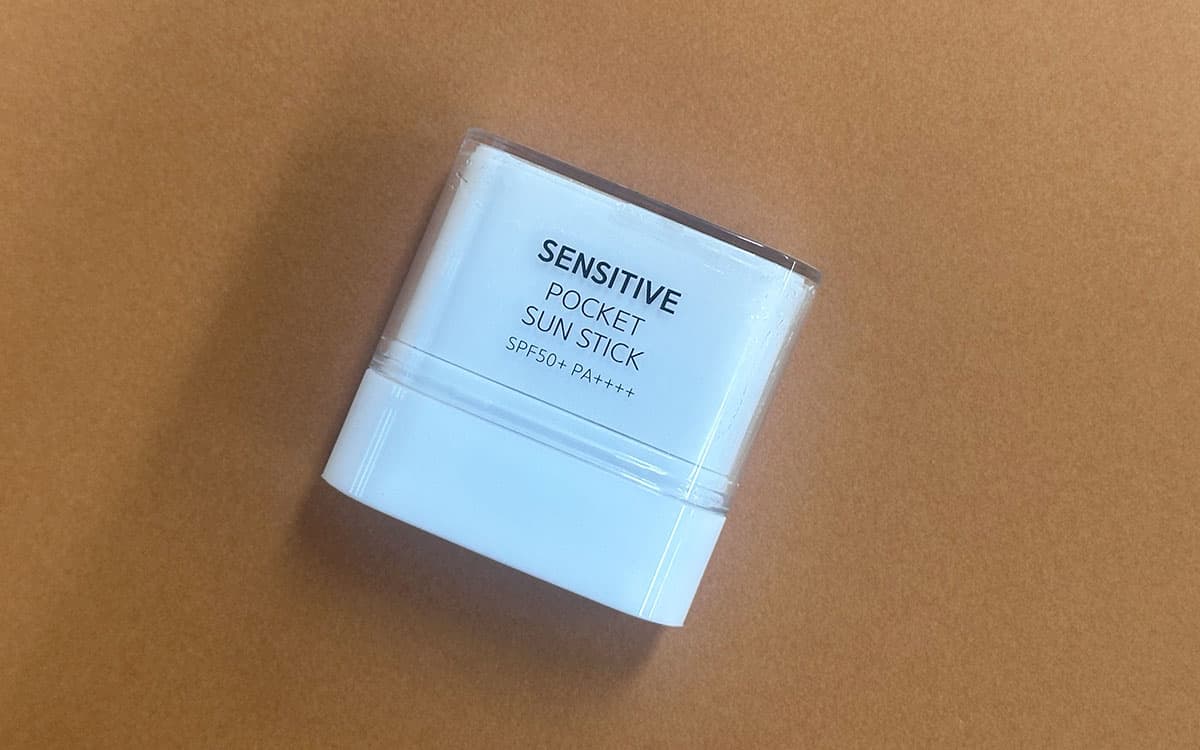 SENSITIVE
POCKET
SUN STICK
SPF50+ PA++++